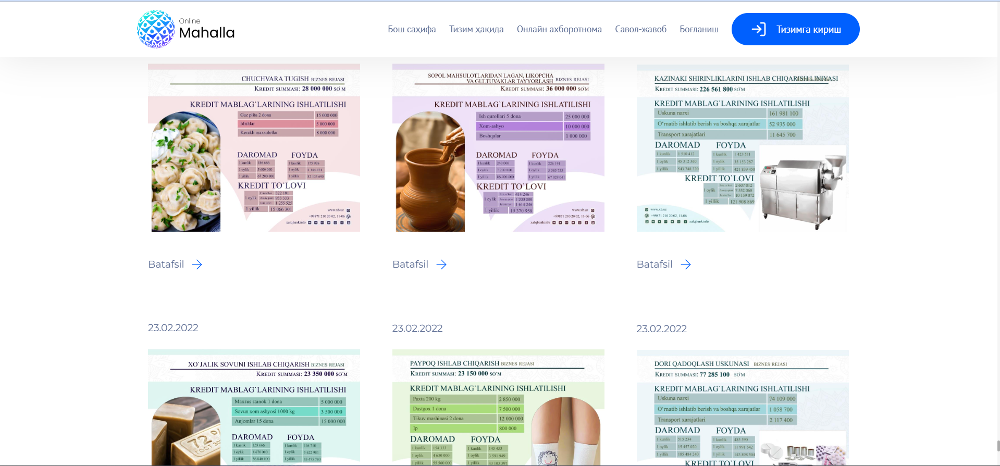 Online
Mahalla
Бош саҳифа
Тизим ҳақида
Онлайн ахборотнома
Савол-жавоб
Боғланиш
Тизимга кириш
CHUCHVARA TUGISH BIZNES REJASI
KREDIT SUMMASI: 28 000 000 SO`M
KREDIT MABLAG`LARINING ISHLATILISHI
Gaz plita 2 dona 15 000 000
Idishlar 5 000 000
Kerakli maxsulotlar 8 000 000
DAROMAD
1 kunlik 186 666
1 oylik 5 600 000
1 yillik 67 200 000
FOYDA
1 kunlik 175 926
1 oylik 4 344 474
1 yillik 52 133 698
KREDIT TO`LOVI
1 oylik
322 191
933 333
1 255 525
1 yillik 15 066 301
www.xb.uz
+99871 210 20 02, 11-06
xalqbankinfo
SOPOL MAHSULOTLARIDAN LAGAN, LIKOPCHA
VA GULTUVAKLAR TAYYORLASH BIZNES REJASI
KREDIT SUMMASI: 36 000 000 SO`M
KREDIT MABLAG`LARINING ISHLATILISHI
Ish qurollari 5 dona 25 000 000
Xom-ashyo 10 000 000
Boshqalar 1 000 000
DAROMAD
1 kunlik 240 000
1 oylik 7 200 000
1 yillik 86 400 000
FOYDA
1 kunlik 226 191
1 oylik 5 585 753
1 yillik 67 029 041
KREDIT TO`LOVI
1 oylik
414 246
1 200 000
1 614 246
1 yillik 19 370 958
www.xb.uz
+99871 210 20 02, 11-06
xalqbankinfo
KAZINAKI SHIRINLIKLARINI ISHLAB CHIQARISH LINIYASI
BIZNES REJASI
KREDIT SUMMASI: 226 561 800 SO`M
KREDIT MABLAG`LARINING ISHLATILISHI
Uskuna narxi 161 981 100
O‘rnatib ishlatib berish va boshqa xarajatlar 52 935 000
Transport xarajatlari 11 645 700
DAROMAD
1 kunlik 1 510 412
1 oylik 45 312 360
1 yillik 543 748 320
FOYDA
1 kunlik 1 423 511
1 oylik 35 153 287
1 yillik 421 839 450
KREDIT TO`LOVI
1 oylik
2 607 012
7 552 060
10 159 072
1 yillik 121 908 869
www.xb.uz
+99871 210 20 02, 11-06
xalqbankinfo
Batafsil
Batafsil
Batafsil
23.02.2022
23.02.2022
23.02.2022
XO`JALIK SOVUNI ISHLAB CHIQARISH BIZNES REJASI
KREDIT SUMMASI: 23 350 000 SO`M
KREDIT MABLAG`LARINING ISHLATILISHI
Maxsus stanok 1 dona 5 000 000
Sovun xom ashyosi 1000 kg 3 500 000
Anjomlar 15 dona 15 000 000
DAROMAD
1 kunlik 155 666
1 oylik 4 670 000
1 yillik 56 040 000
FOYDA
1 kunlik 146 710
1 oylik 3 622 981
1 yillik 43 475 780
PAYPOQ ISHLAB CHIQARISH BIZNES REJASI
KREDIT SUMMASI: 23 150 000 SO`M
KREDIT MABLAG`LARINING ISHLATILISHI
Paxta 200 kg 2 850 000
Dastgox 1 dona 7 500 000
Tikuv mashinasi 2 dona 12 000 000
Ip 800 000
DAROMAD
1 kunlik 154 333
1 oylik 4 630 000
1 yillik 55 560 000
FOYDA
1 kunlik 145 453
1 oylik 3 591 949
1 yillik 43 103 397
DORI QADOQLASH USKUNASI BIZNES REJASI
KREDIT SUMMASI: 77 285 100 SO`M
KREDIT MABLAG`LARINING ISHLATILISHI
Uskuna narxi 74 109 000
O‘rnatib ishlatib berish va boshqa xarajatlar 1 058 700
Transport xarajatlari 2 117 400
DAROMAD
1 kunlik 515 234
1 oylik 15 457 020
1 yillik 185 484 240
FOYDA
1 kunlik 485 590
1 oylik 11 991 542
1 yillik 143 898 504
KREDIT TO`LOVI